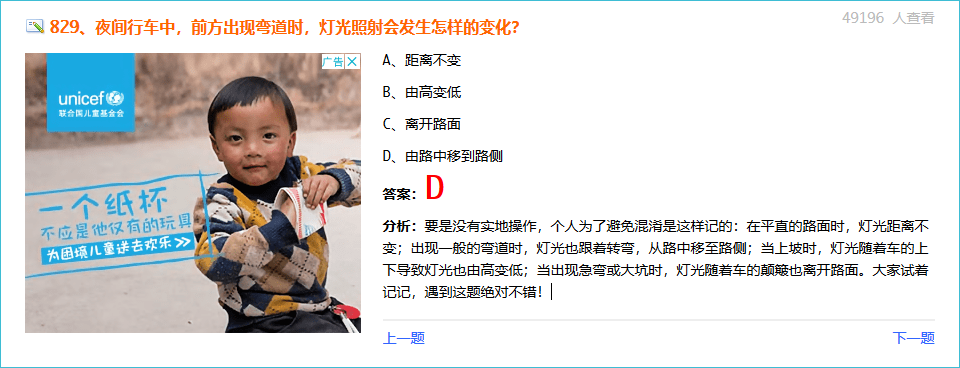 49196 人查看
829、夜间行车中，前方出现弯道时，灯光照射会发生怎样的变化?
广告
unicef
联合国儿童基金会
一个纸杯
不应是他仅有的玩具
为困境儿童送去欢乐 >>
A、距离不变
B、由高变低
C、离开路面
D、由路中移到路侧
答案：D
分析：要是没有实地操作，个人为了避免混淆是这样记的：在平直的路面时，灯光距离不
变；出现一般的弯道时，灯光也跟着转弯，从路中移至路侧；当上坡时，灯光随着车的上
下导致灯光也由高变低；当出现急弯或大坑时，灯光随着车的颠簸也离开路面。大家试着
记记，遇到这题绝对不错！
上一题
下一题